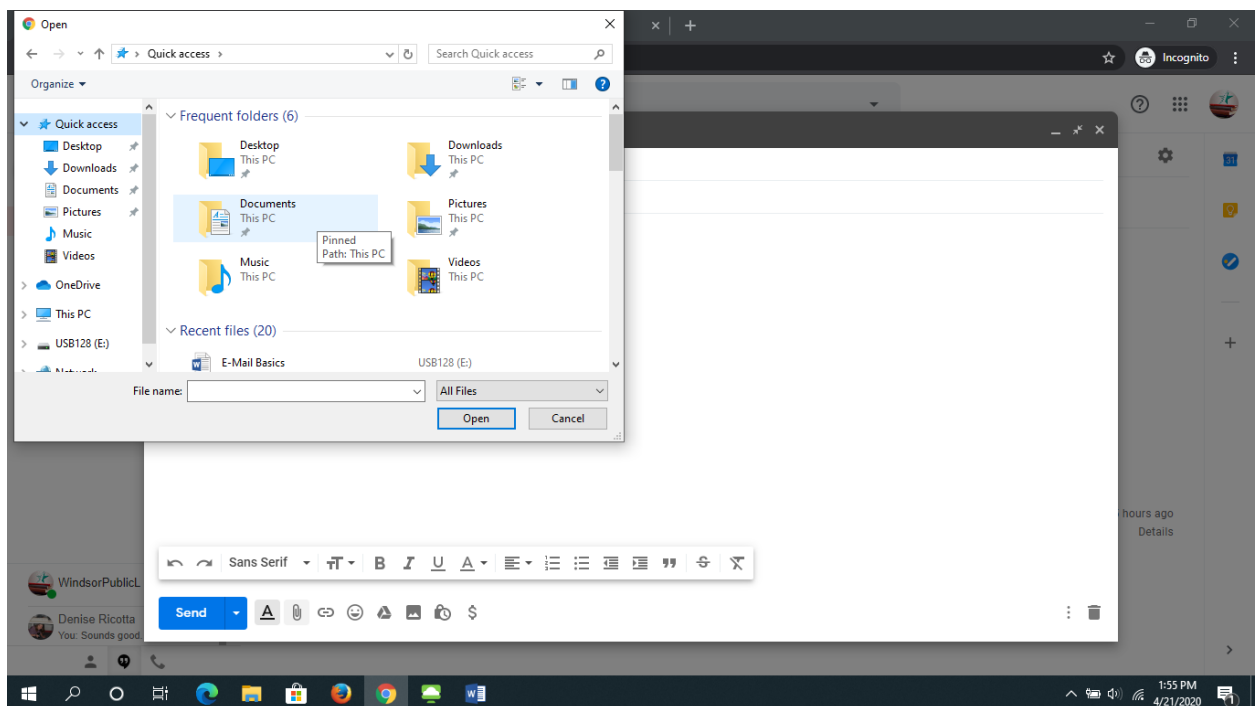 Open
Incognito
Quick access
Search Quick access
Organize
Quick access
Desktop
Downloads
Documents
Pictures
Music
Videos
OneDrive
This PC
USB128 (E:)
Frequent folders (6)
Desktop
This PC
Downloads
This PC
Documents
This PC
Pictures
This PC
Pinned
Path: This PC
Music
This PC
Videos
This PC
Recent files (20)
E-Mail Basics USB128 (E:)
File name:
All Files
Open Cancel
31
hours ago
Details
Sans Serif
Send
WindsorPublicL
Denise Ricotta
You: Sounds good
1:55 PM
4/21/2020